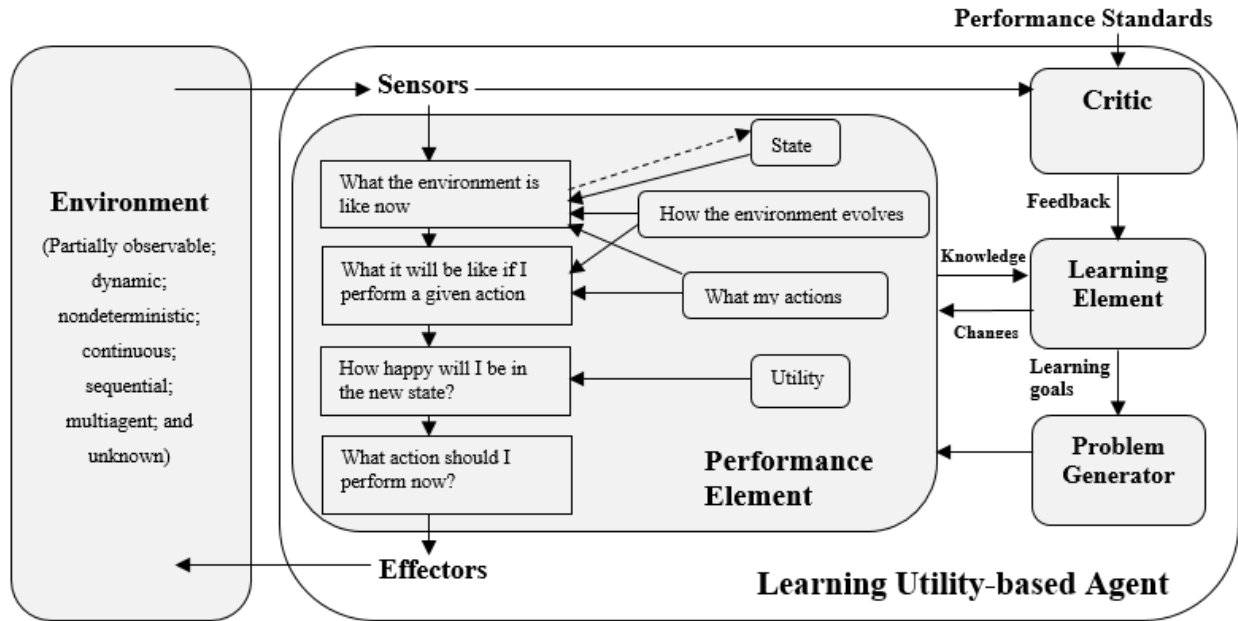 Performance Standards
Sensors
Critic
State
What the environment is
like now
Environment
How the environment evolves
Feedback
(Partially observable;
dynamic;
nondeterministic;
continuous;
sequential;
multiagent; and
unknown)
What it will be like if I
perform a given action
What my actions
Knowledge
Learning
Element
Changes
How happy will I be in
the new state?
Utility
Learning
goals
What action should I
perform now?
Performance
Element
Problem
Generator
Effectors
Learning Utility-based Agent